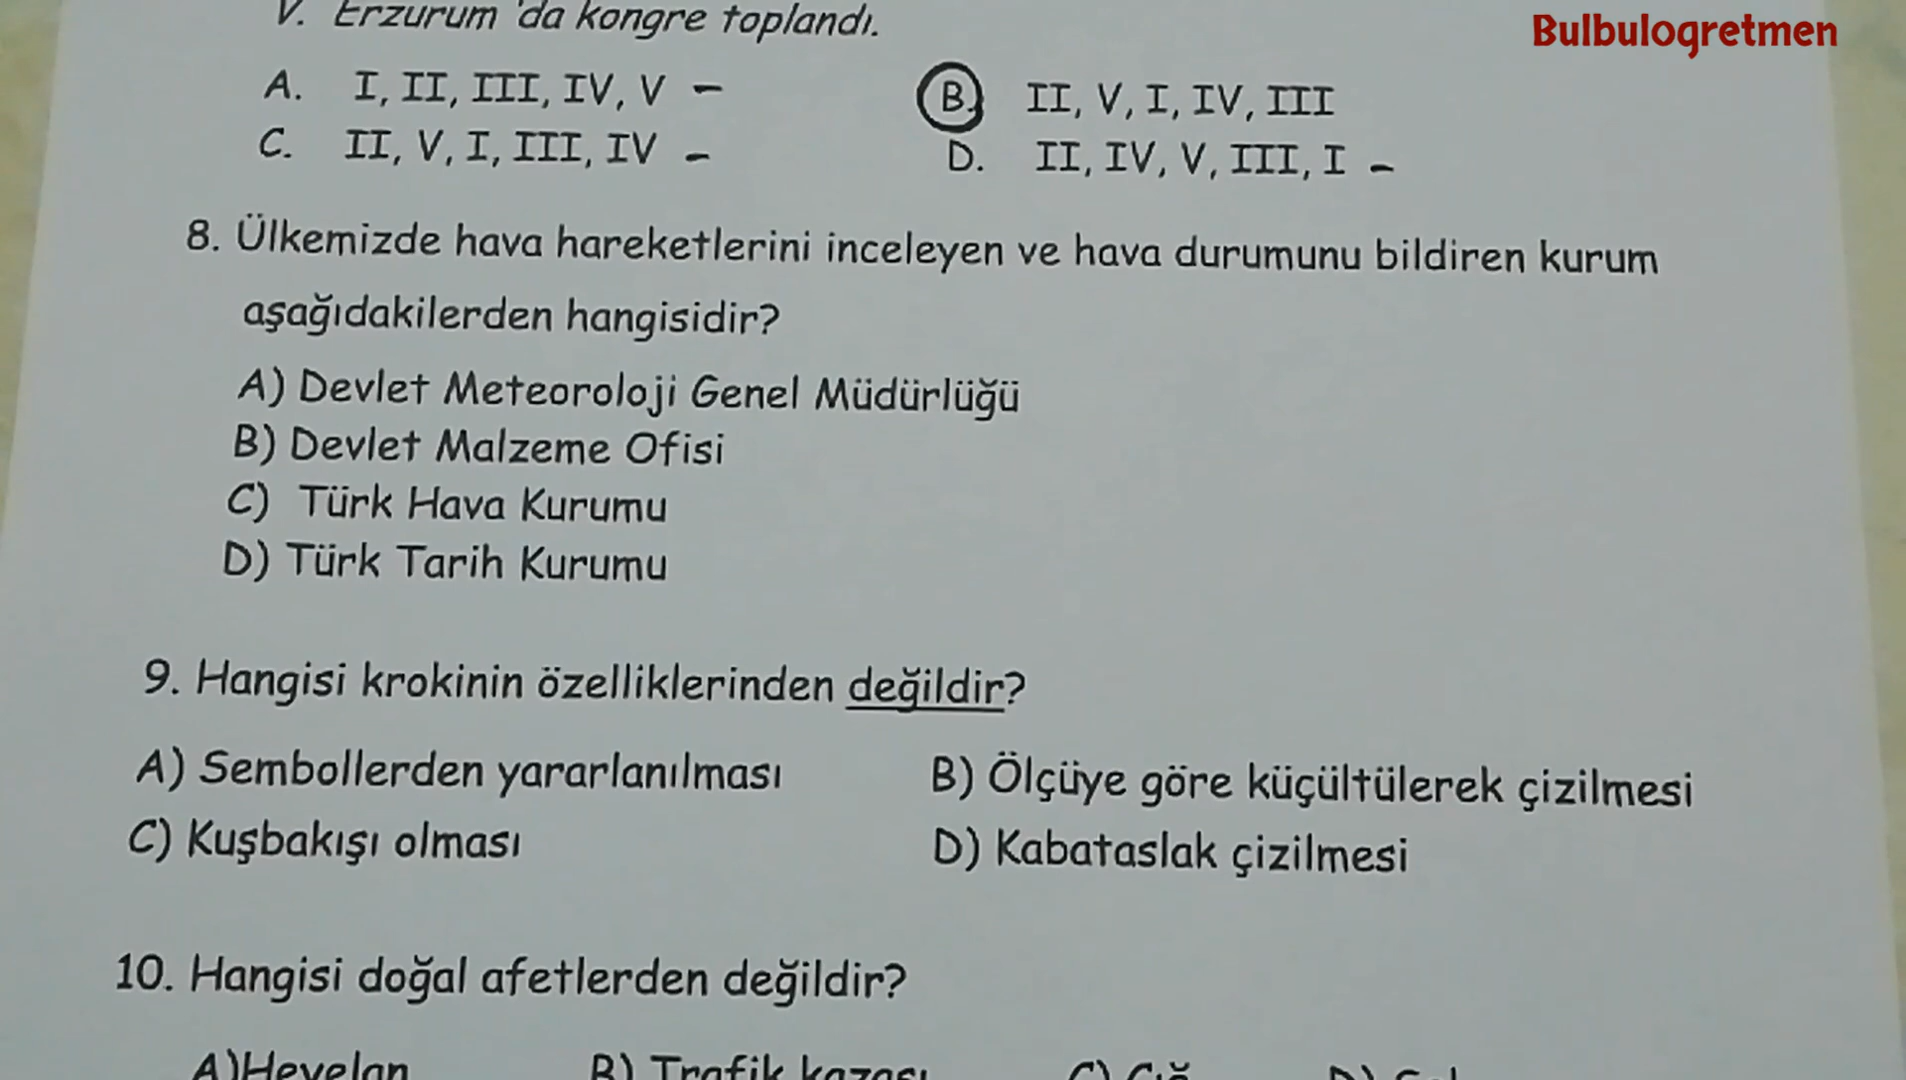 V. Erzurum 'da kongre toplandı.
Bulbulogretmen
A. I, II, III, IV, V –
B. II, V, I, IV, III
C. II, V, I, III, IV –
D. II, IV, V, III, I –
8. Ülkemizde hava hareketlerini inceleyen ve hava durumunu bildiren kurum
aşağıdakilerden hangisidir?
A) Devlet Meteoroloji Genel Müdürlüğü
B) Devlet Malzeme Ofisi
C) Türk Hava Kurumu
D) Türk Tarih Kurumu
9. Hangisi krokinin özelliklerinden değildir?
A) Sembollerden yararlanılması
B) Ölçüye göre küçültülerek çizilmesi
C) Kuşbakışı olması
D) Kabataslak çizilmesi
10. Hangisi doğal afetlerden değildir?
A)Heyelan
B) Trafik kazası
C) Çığ
D) Sel